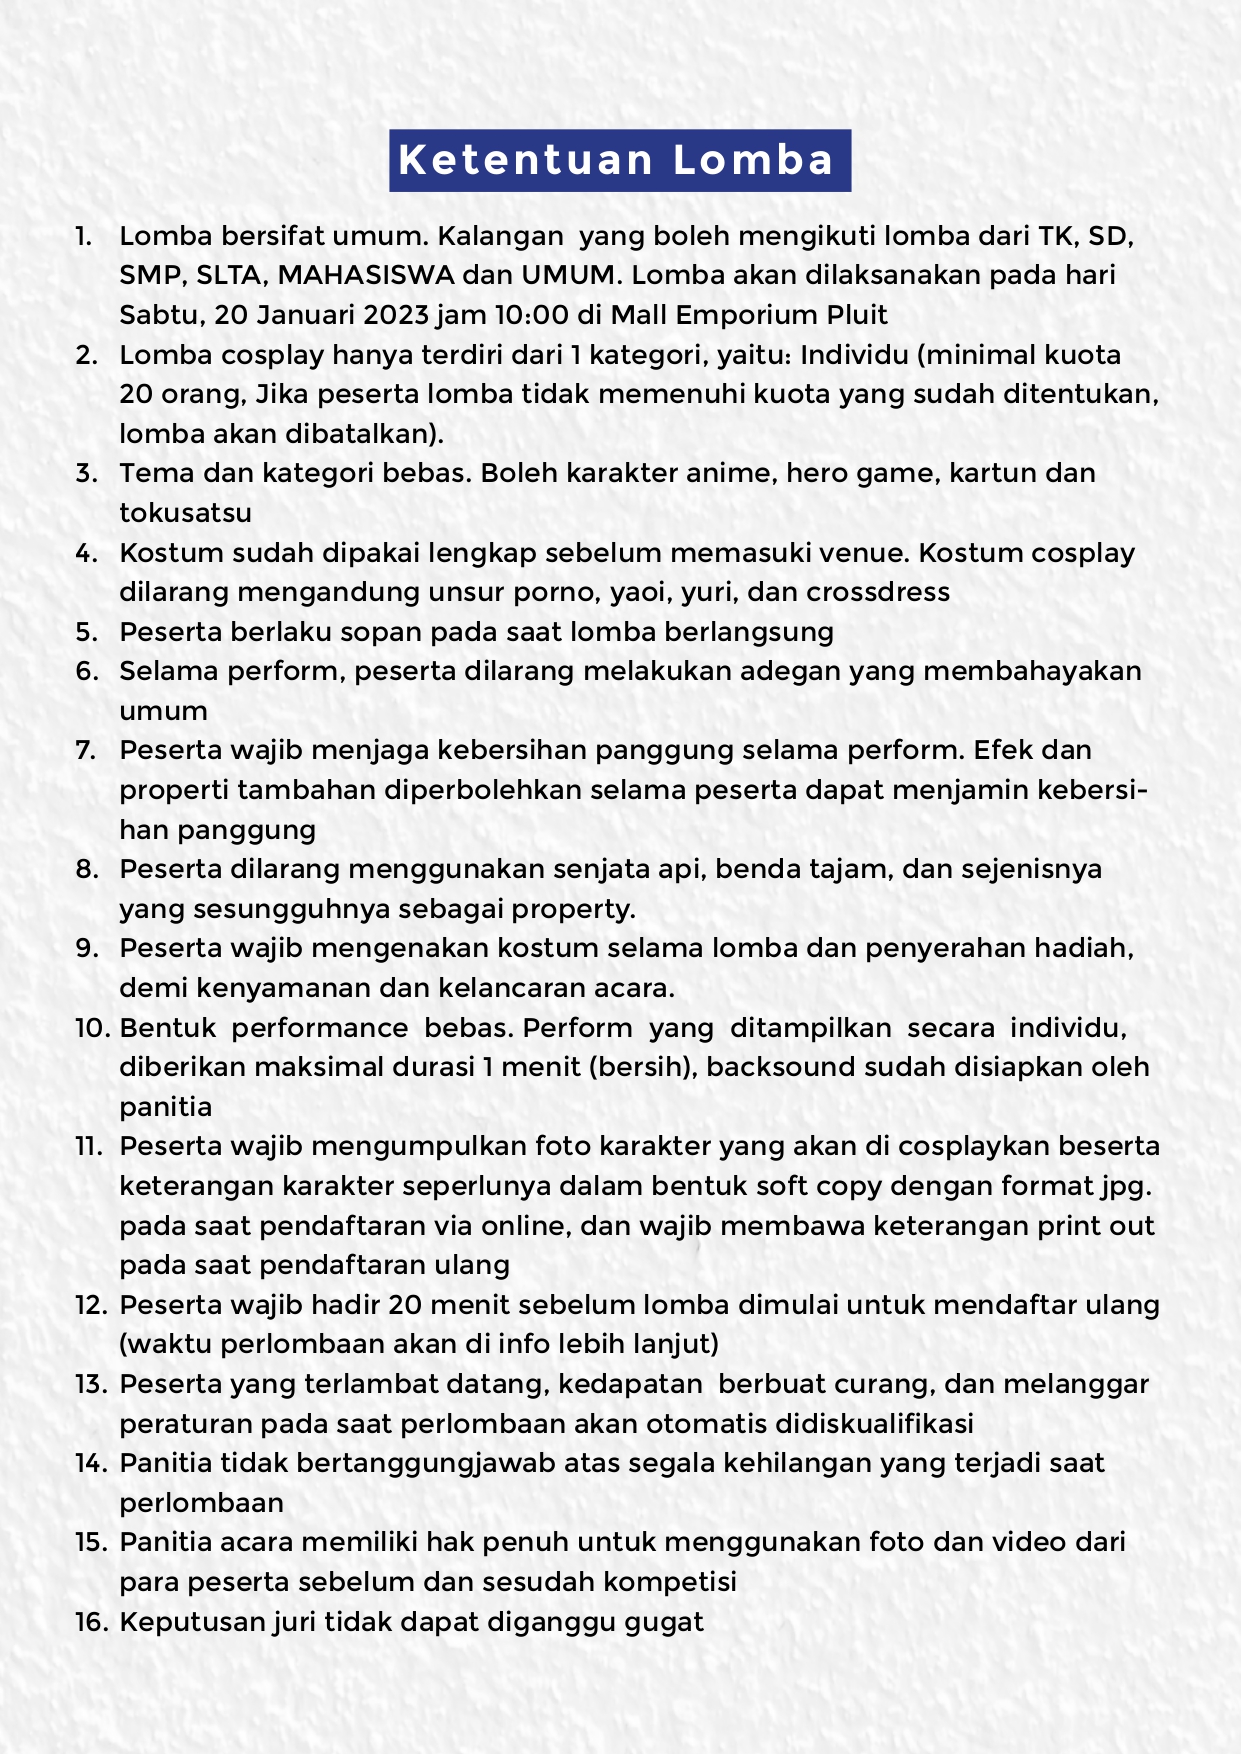 Ketentuan Lomba
1. Lomba bersifat umum. Kalangan yang boleh mengikuti lomba dari TK, SD,
SMP, SLTA, MAHASISWA dan UMUM. Lomba akan dilaksanakan pada hari
Sabtu, 20 Januari 2023 jam 10:00 di Mall Emporium Pluit
2. Lomba cosplay hanya terdiri dari 1 kategori, yaitu: Individu (minimal kuota
20 orang, Jika peserta lomba tidak memenuhi kuota yang sudah ditentukan,
lomba akan dibatalkan).
3. Tema dan kategori bebas. Boleh karakter anime, hero game, kartun dan
tokusatsu
4. Kostum sudah dipakai lengkap sebelum memasuki venue. Kostum cosplay
dilarang mengandung unsur porno, yaoi, yuri, dan crossdress
5. Peserta berlaku sopan pada saat lomba berlangsung
6. Selama perform, peserta dilarang melakukan adegan yang membahayakan
umum
7. Peserta wajib menjaga kebersihan panggung selama perform. Efek dan
properti tambahan diperbolehkan selama peserta dapat menjamin kebersi-
han panggung
8. Peserta dilarang menggunakan senjata api, benda tajam, dan sejenisnya
yang sesungguhnya sebagai property.
9. Peserta wajib mengenakan kostum selama lomba dan penyerahan hadiah,
demi kenyamanan dan kelancaran acara.
10. Bentuk performance bebas. Perform yang ditampilkan secara individu,
diberikan maksimal durasi 1 menit (bersih), backsound sudah disiapkan oleh
panitia
11. Peserta wajib mengumpulkan foto karakter yang akan di cosplaykan beserta
keterangan karakter seperlunya dalam bentuk soft copy dengan format jpg.
pada saat pendaftaran via online, dan wajib membawa keterangan print out
pada saat pendaftaran ulang
12. Peserta wajib hadir 20 menit sebelum lomba dimulai untuk mendaftar ulang
(waktu perlombaan akan di info lebih lanjut)
13. Peserta yang terlambat datang, kedapatan berbuat curang, dan melanggar
peraturan pada saat perlombaan akan otomatis didiskualifikasi
14. Panitia tidak bertanggungjawab atas segala kehilangan yang terjadi saat
perlombaan
15. Panitia acara memiliki hak penuh untuk menggunakan foto dan video dari
para peserta sebelum dan sesudah kompetisi
16. Keputusan juri tidak dapat diganggu gugat